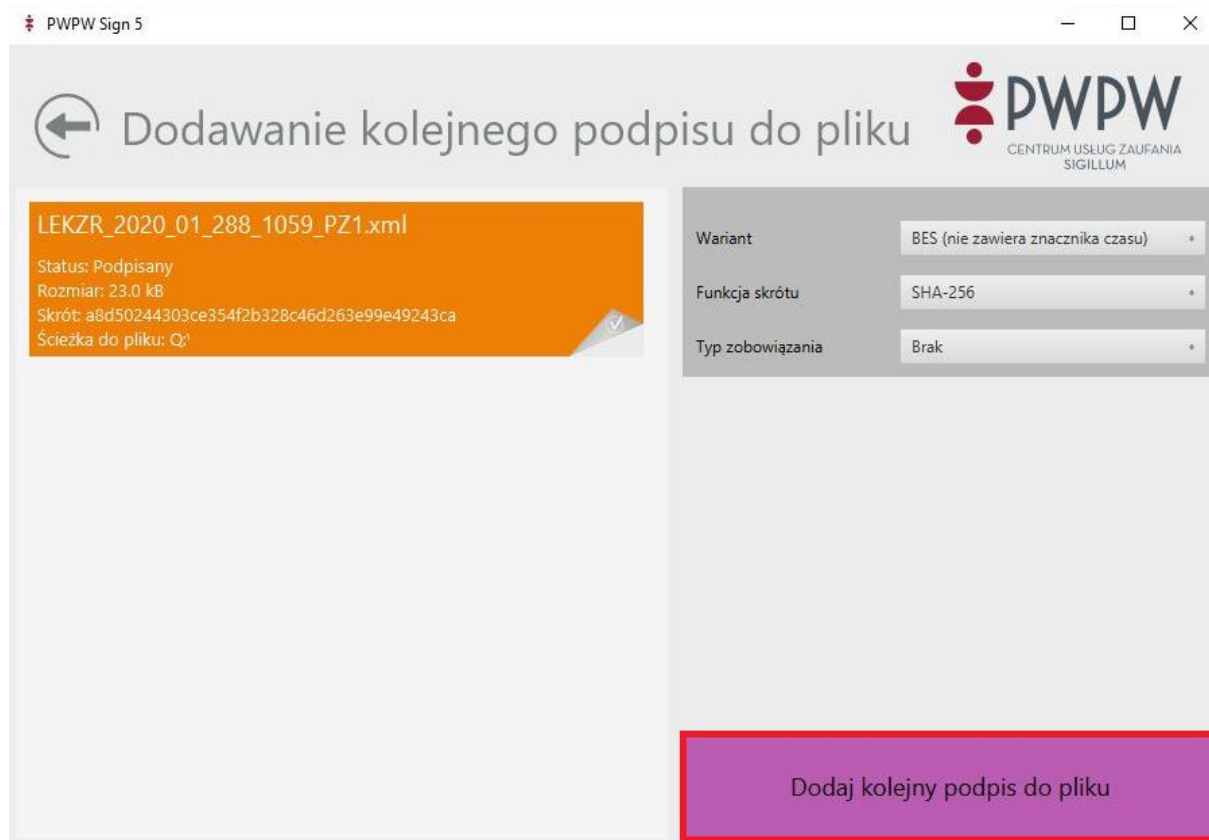 PWPW Sign 5
Dodawanie kolejnego podpisu do pliku
PWPW
CENTRUM USŁUG ZAUFANIA
SIGILLUM
LEKZR_2020_01_288_1059_PZ1.xml
Status: Podpisany
Rozmiar: 23.0 kB
Skrót: a8d50244303ce354f2b328c46d263e99e49243ca
Ścieżka do pliku: Q:\
Wariant
BES (nie zawiera znacznika czasu)
Funkcja skrótu
SHA-256
Typ zobowiązania
Brak
Dodaj kolejny podpis do pliku